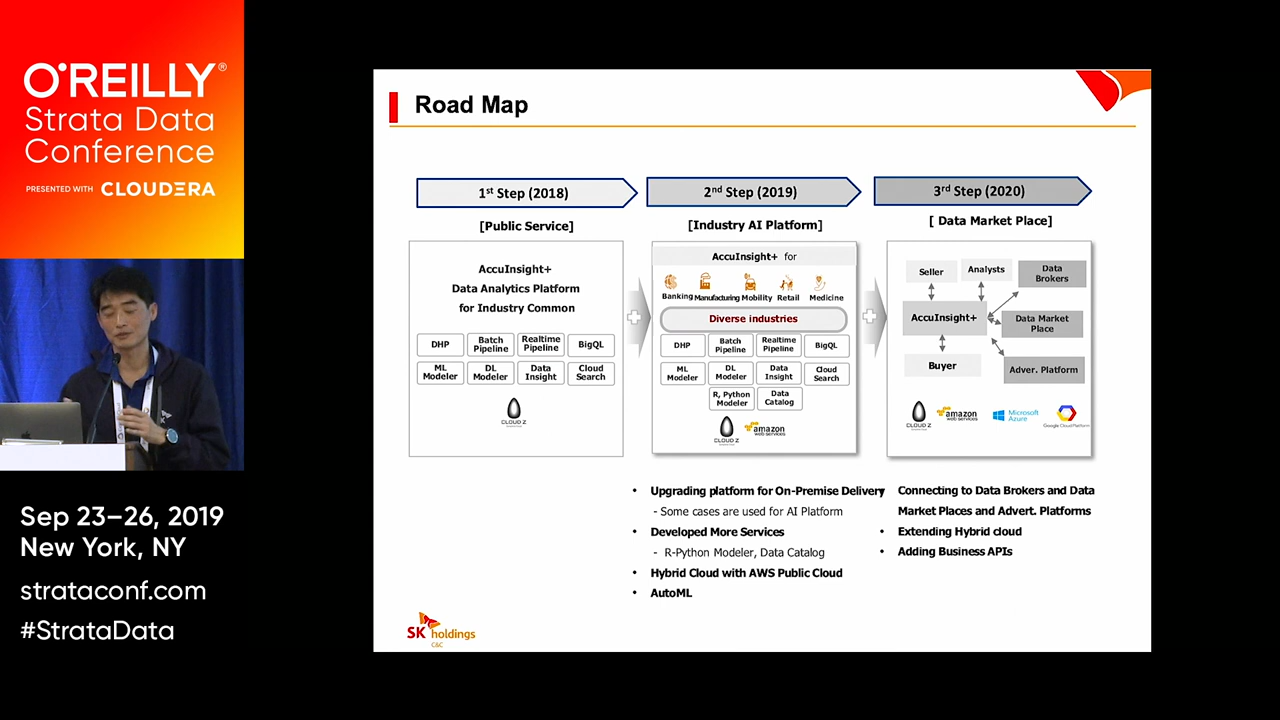 O'REILLY®
Strata Data
Conference
PRESENTED WITH CLOUDERA
Sep 23–26, 2019
New York, NY
strataconf.com
#StrataData
Road Map
1st Step (2018)
[Public Service]
AccuInsight+
Data Analytics Platform
for Industry Common
DHP
Batch
Pipeline
Realtime
Pipeline
BigQL
ML
Modeler
DL
Modeler
Data
Insight
Cloud
Search
CLOUD Z
2nd Step (2019)
[Industry AI Platform]
AccuInsight+ for
Banking Manufacturing Mobility Retail Medicine
Diverse industries
DHP
Batch
Pipeline
Realtime
Pipeline
BigQL
ML
Modeler
DL
Modeler
Data
Insight
Cloud
Search
R, Python
Modeler
Data
Catalog
CLOUD Z
amazon
web services
• Upgrading platform for On-Premise Delivery
- Some cases are used for AI Platform
• Developed More Services
- R-Python Modeler, Data Catalog
• Hybrid Cloud with AWS Public Cloud
• AutoML
3rd Step (2020)
[ Data Market Place]
Seller
Analysts
Data
Brokers
AccuInsight+
Data Market
Place
Buyer
Adver. Platform
CLOUD Z
amazon
web services
Microsoft
Azure
Google Cloud Platform
Connecting to Data Brokers and Data
Market Places and Advert. Platforms
• Extending Hybrid cloud
• Adding Business APIs
SK holdings
C&C